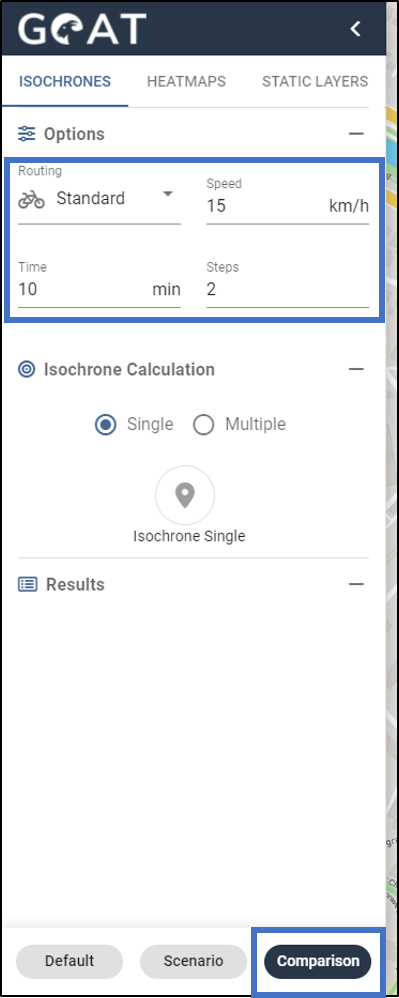 GOAT
ISOCHRONES HEATMAPS STATIC LAYERS
Options
Routing
Standard
Speed
15 km/h
Time
10 min
Steps
2
Isochrone Calculation
Single Multiple
Isochrone Single
Results
Default Scenario Comparison